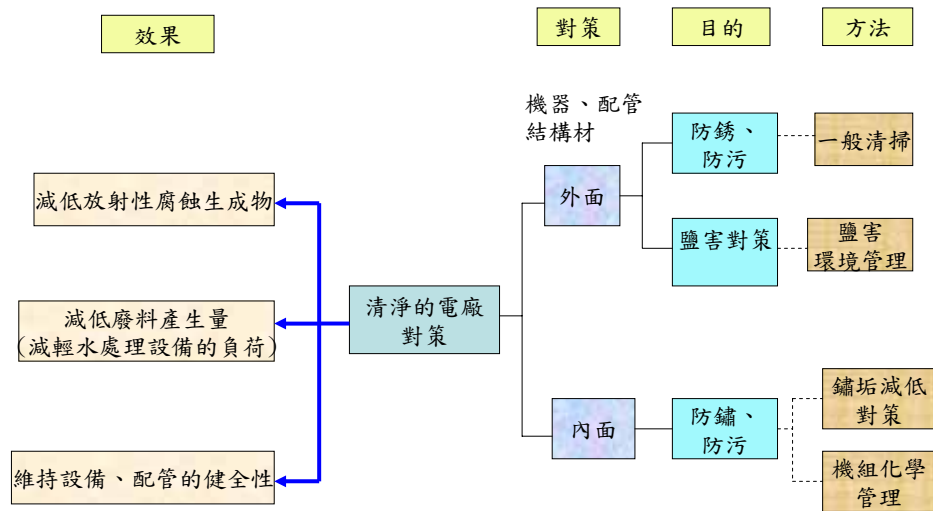 效果
對策
目的
方法
機器、配管
結構材
防銹、
防污
一般清掃
外面
減低放射性腐蝕生成物
鹽害對策
鹽害
環境管理
清淨的電廠
對策
減低廢料產生量
(減輕水處理設備的負荷)
鏽垢減低
對策
內面
防鏽、
防污
維持設備、配管的健全性
機組化學
管理